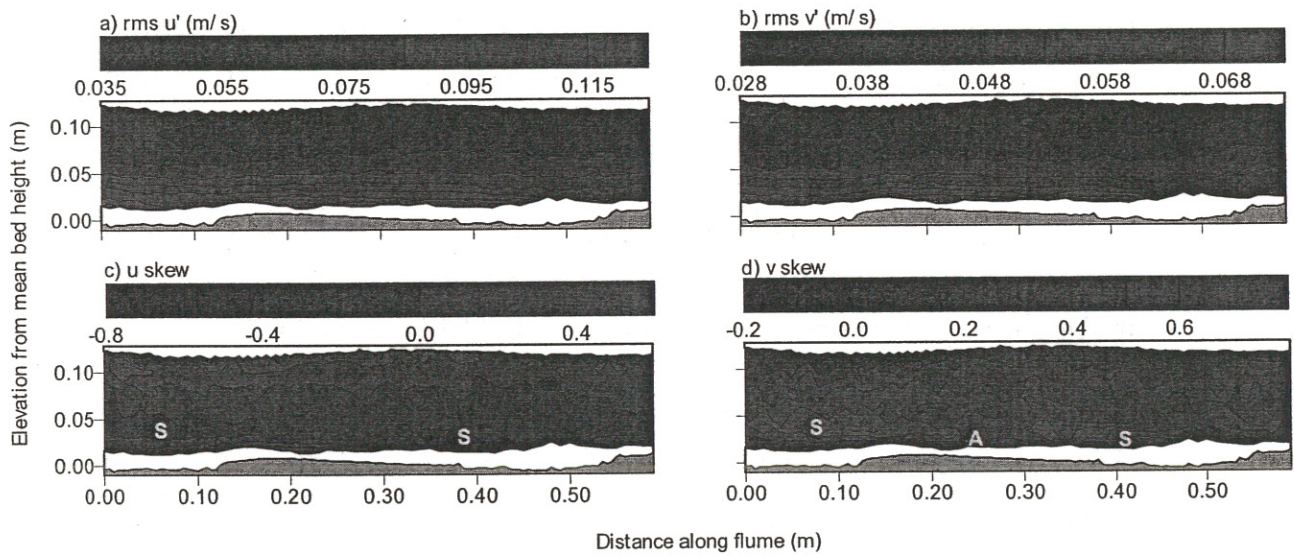 a) rms u' (m/ s)
0.035 0.055 0.075 0.095 0.115
b) rms v' (m/ s)
0.028 0.038 0.048 0.058 0.068
Elevation from mean bed height (m)
0.10
0.05
0.00
c) u skew
-0.8 -0.4 0.0 0.4
d) v skew
-0.2 0.0 0.2 0.4 0.6
0.10
0.05
0.00
S S
S A S
0.00 0.10 0.20 0.30 0.40 0.50
0.00 0.10 0.20 0.30 0.40 0.50
Distance along flume (m)